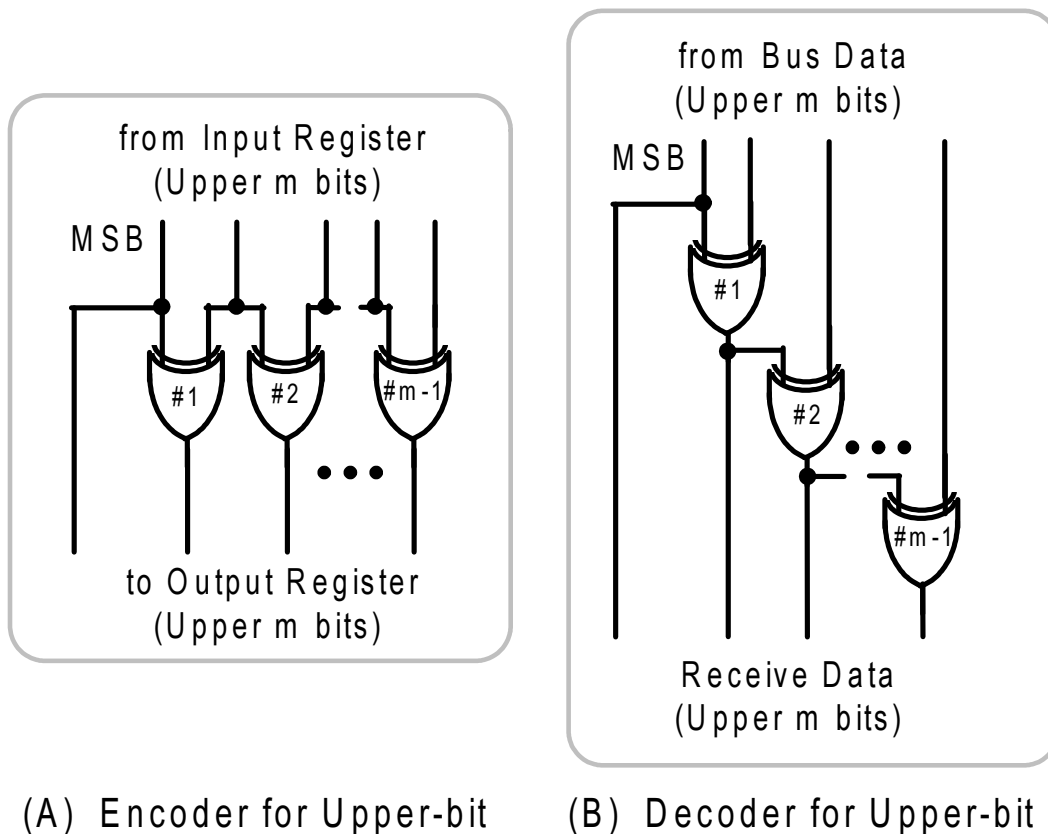 from Input Register
(Upper m bits)
MSB
#1
#2
#m-1
to Output Register
(Upper m bits)
(A) Encoder for Upper-bit
from Bus Data
(Upper m bits)
MSB
#1
#2
#m-1
Receive Data
(Upper m bits)
(B) Decoder for Upper-bit